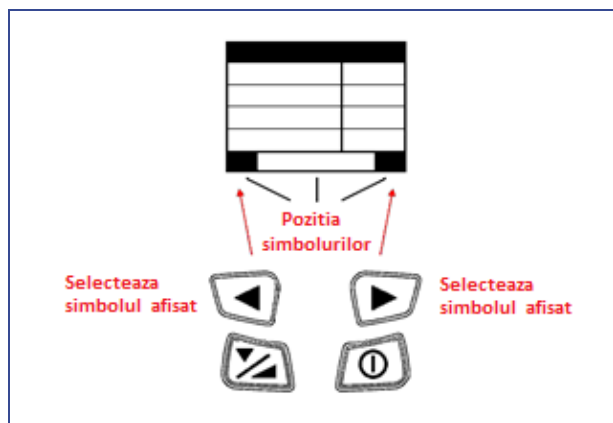 Pozitia
simbolurilor
Selecteaza
simbolul afisat
Selecteaza
simbolul afisat